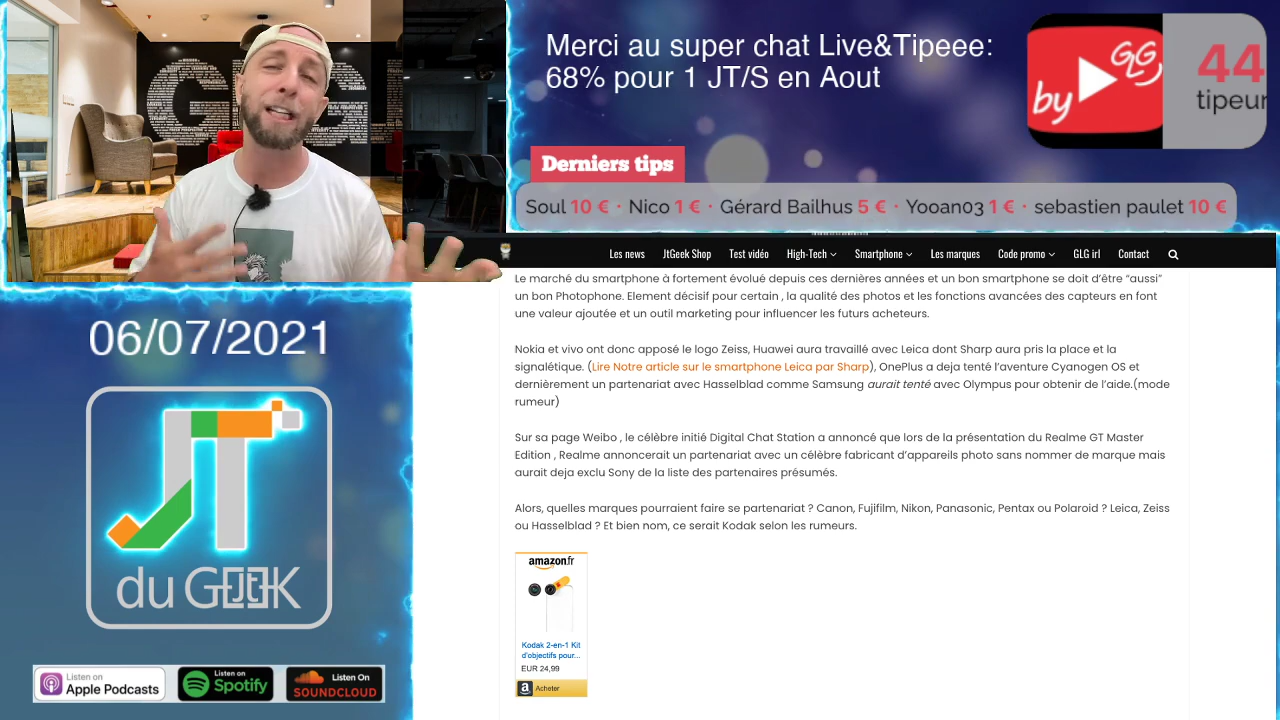 Merci au super chat Live&Tipeee:
68% pour 1 JT/S en Aout
by GLG
44
tipeur
Derniers tips
Soul 10 € · Nico 1 € · Gérard Bailhus 5 € · Yooan03 1 € · sebastien paulet 10 €
Les news JtGeek Shop Test vidéo High-Tech Smartphone Les marques Code promo GLG irl Contact
Le marché du smartphone à fortement évolue depuis ces dernières années et un bon smartphone se doit d’être “aussi”
un bon Photophone. Element décisif pour certain , la qualité des photos et les fonctions avancées des capteurs en font
une valeur ajoutée et un outil marketing pour influencer les futurs acheteurs.
Nokia et vivo ont donc apposé le logo Zeiss, Huawei aura travaillé avec Leica dont Sharp aura pris la place et la
signalétique. (Lire Notre article sur le smartphone Leica par Sharp), OnePlus a deja tenté l’aventure Cyanogen OS et
dernièrement un partenariat avec Hasselblad comme Samsung aurait tenté avec Olympus pour obtenir de l’aide.(mode
rumeur)
Sur sa page Weibo , le célèbre initié Digital Chat Station a annoncé que lors de la présentation du Realme GT Master
Edition , Realme annoncerait un partenariat avec un célèbre fabricant d’appareils photo sans nommer de marque mais
aurait deja exclu Sony de la liste des partenaires présumés.
Alors, quelles marques pourraient faire se partenariat ? Canon, Fujifilm, Nikon, Panasonic, Pentax ou Polaroid ? Leica, Zeiss
ou Hasselblad ? Et bien nom, ce serait Kodak selon les rumeurs.
amazon.fr
Kodak 2-en-1 Kit
d'objectifs pour...
EUR 24,99
a Acheter
06/07/2021
JT
du GEEK
Jt
Listen on
Apple Podcasts
Listen on
Spotify
Listen On
SOUNDCLOUD